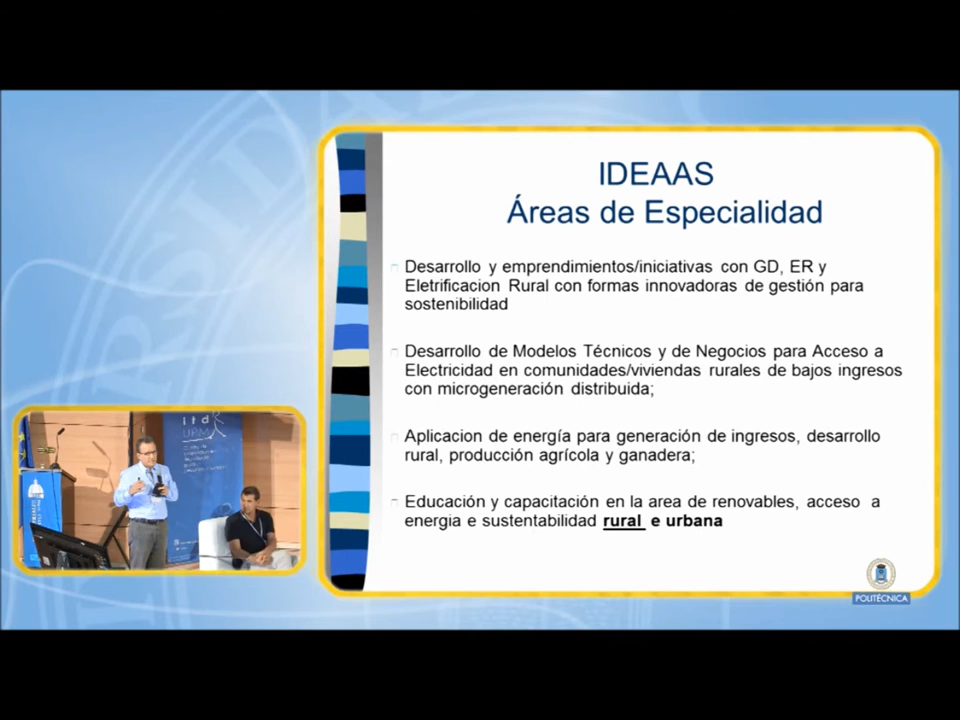 IDEAAS
Áreas de Especialidad
Desarrollo y emprendimientos/iniciativas con GD, ER y
Eletrificacion Rural con formas innovadoras de gestión para
sostenibilidad
Desarrollo de Modelos Técnicos y de Negocios para Acceso a
Electricidad en comunidades/viviendas rurales de bajos ingresos
con microgeneración distribuida;
Aplicacion de energía para generación de ingresos, desarrollo
rural, producción agrícola y ganadera;
Educación y capacitación en la area de renovables, acceso a
energia e sustentabilidad rural e urbana
itd
UPM
POLITÉCNICA